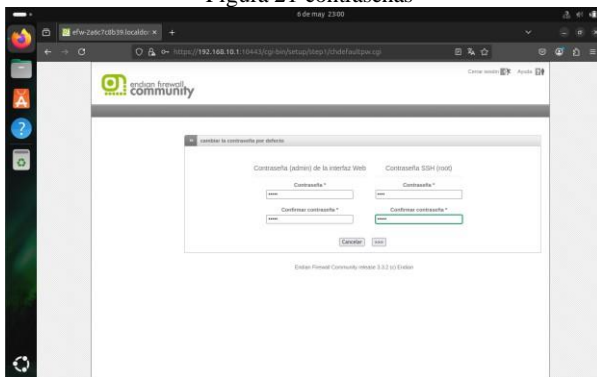 Figura 21 contraseñas
6 de may 23:00
efw-2a6c7c8b39.localdor
https://192.168.10.1:10443/cgi-bin/setup/step1/chdefaultpw.cgi
endian firewall
community
Cerrar sesión
Ayuda
cambiar la contraseña por defecto
Contraseña (admin) de la interfaz Web Contraseña SSH (root)
Contraseña * Contraseña *
Confirmar contraseña * Confirmar contraseña *
Cancelar >>>
Endian Firewall Community release 3.3.2 (c) Endian